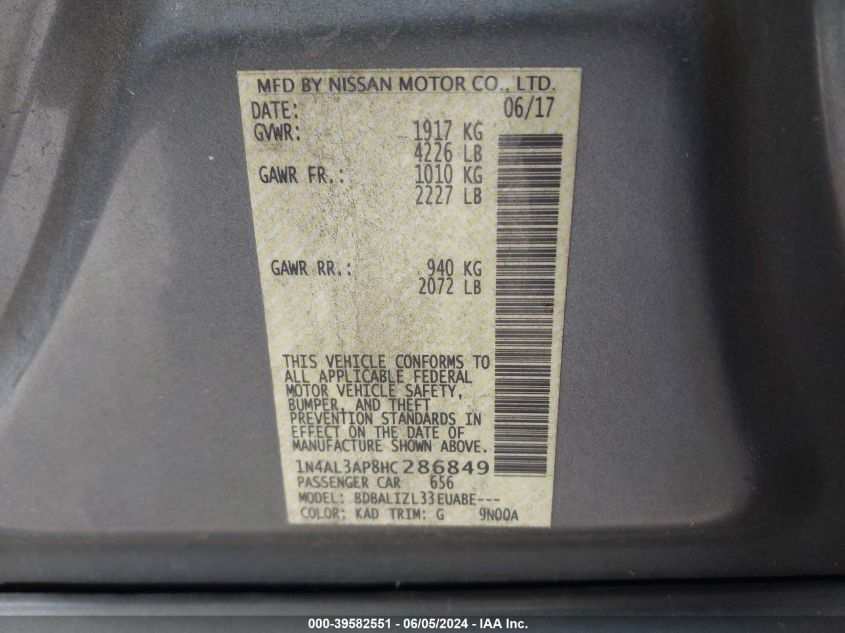 MFD BY NISSAN MOTOR CO., LTD.
DATE: 06/17
GVWR: 1917 KG
4226 LB
GAWR FR.: 1010 KG
2227 LB
GAWR RR.: 940 KG
2072 LB
THIS VEHICLE CONFORMS TO
ALL APPLICABLE FEDERAL
MOTOR VEHICLE SAFETY,
BUMPER, AND THEFT
PREVENTION STANDARDS IN
EFFECT ON THE DATE OF
MANUFACTURE SHOWN ABOVE.
1N4AL3AP8HC286849
PASSENGER CAR 656
MODEL: BDBALIZL33EUABE---
COLOR: KAD TRIM: G 9N00A
000-39582551 - 06/05/2024 - IAA Inc.